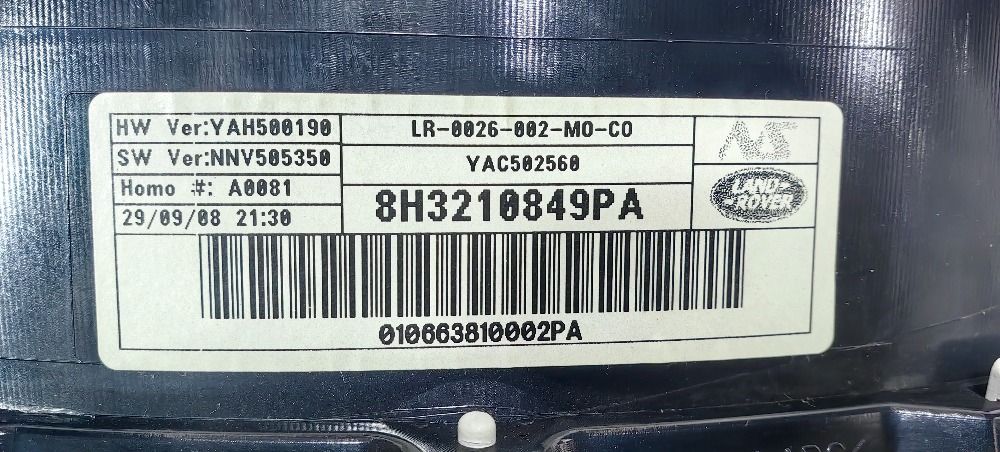 HW Ver:YAH500190
SW Ver:NNV505350
Homo #: A0081
29/09/08 21:30
LR-0026-002-MO-CO
YAC502560
8H3210849PA
LAND-
-ROVER
010663810002PA